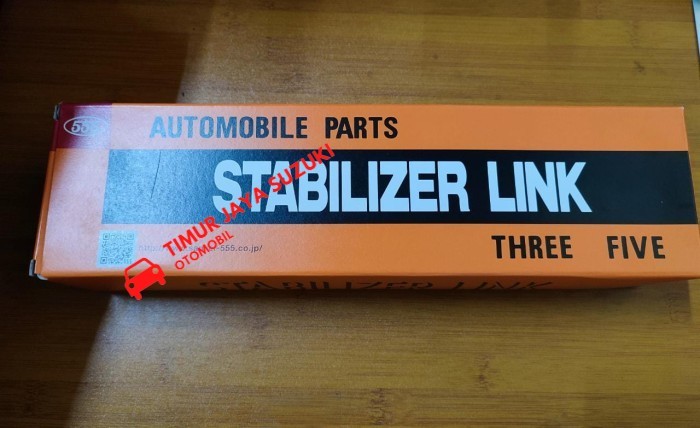 555
AUTOMOBILE PARTS
STABILIZER LINK
TIMUR JAYA SUZUKI
OTOMOBIL
555.co.jp/
THREE FIVE
STABILIZER LINK